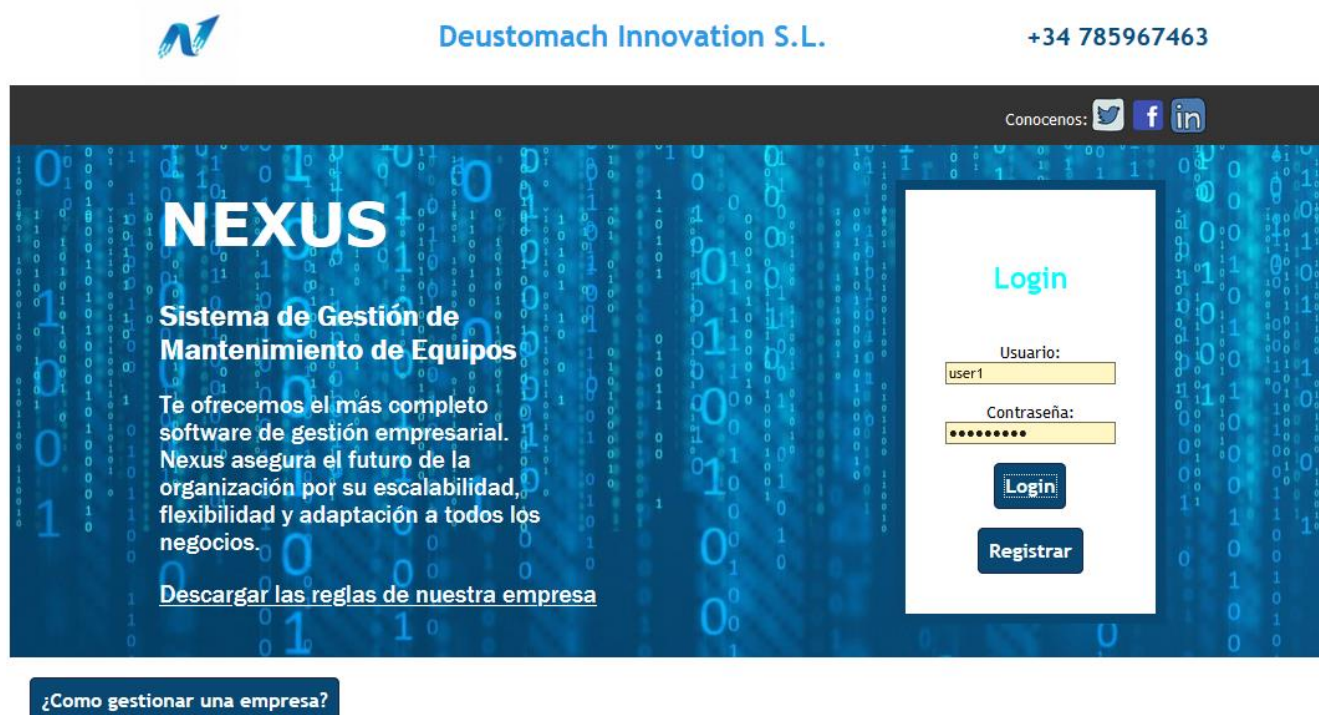 Deustomach Innovation S.L.
+34 785967463
Conocenos:
NEXUS
Sistema de Gestión de
Mantenimiento de Equipos
Te ofrecemos el más completo
software de gestión empresarial.
Nexus asegura el futuro de la
organización por su escalabilidad,
flexibilidad y adaptación a todos los
negocios.
Descargar las reglas de nuestra empresa
Login
Usuario:
user1
Contraseña:
•••••••••
Login
Registrar
¿Como gestionar una empresa?